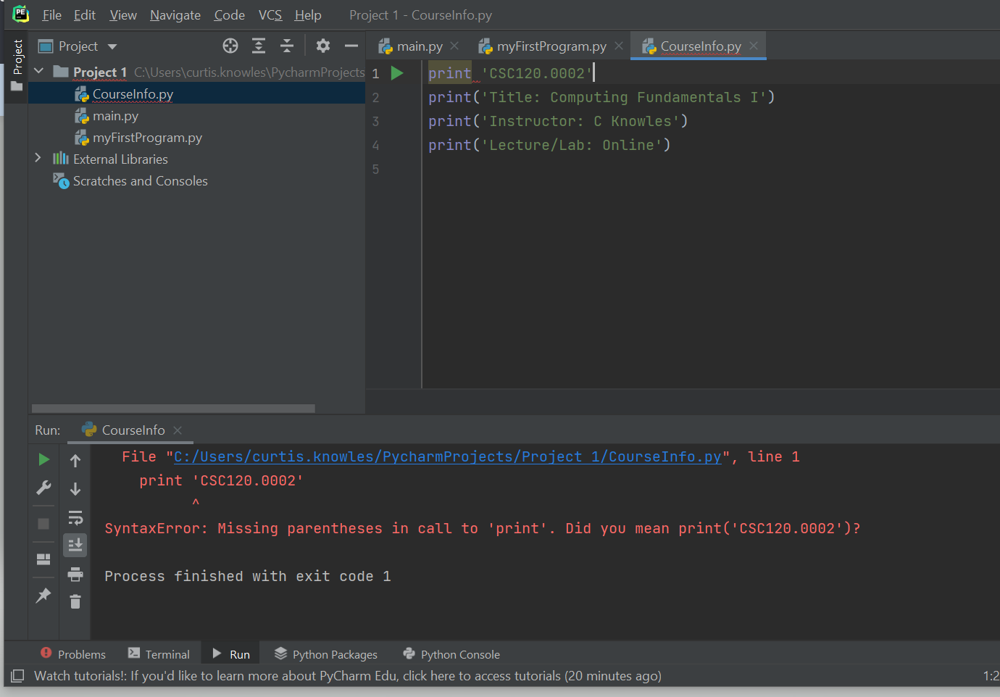 PE File Edit View Navigate Code VCS Help Project 1 - CourseInfo.py
Project
Project
main.py myFirstProgram.py CourseInfo.py
Project 1 C:\Users\curtis.knowles\PycharmProjects
CourseInfo.py
main.py
myFirstProgram.py
External Libraries
Scratches and Consoles
1 print 'CSC120.0002'
2 print('Title: Computing Fundamentals I')
3 print('Instructor: C Knowles')
4 print('Lecture/Lab: Online')
5
Run: CourseInfo
File "C:/Users/curtis.knowles/PycharmProjects/Project 1/CourseInfo.py", line 1
print 'CSC120.0002'
^
SyntaxError: Missing parentheses in call to 'print'. Did you mean print('CSC120.0002')?
Process finished with exit code 1
Problems Terminal Run Python Packages Python Console
Watch tutorials!: If you'd like to learn more about PyCharm Edu, click here to access tutorials (20 minutes ago) 1:2